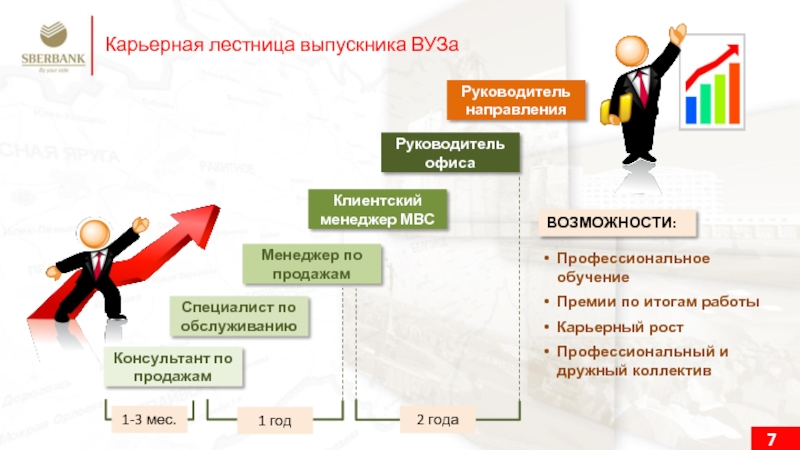 SBERBANK
By your side
Карьерная лестница выпускника ВУЗа
Руководитель
направления
Руководитель
офиса
Клиентский
менеджер МВС
Менеджер по
продажам
Специалист по
обслуживанию
Консультант по
продажам
1-3 мес.
1 год
2 года
ВОЗМОЖНОСТИ:
• Профессиональное
обучение
• Премии по итогам работы
• Карьерный рост
• Профессиональный и
дружный коллектив
7